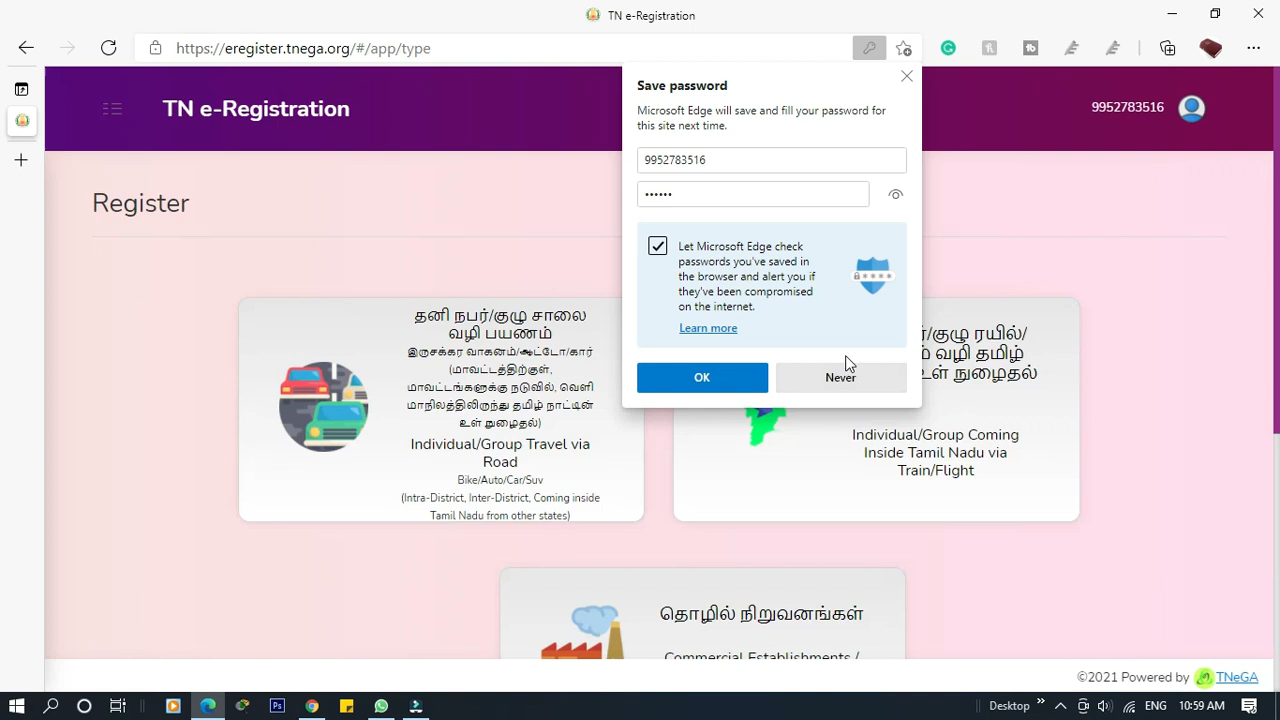 TN e-Registration
https://eregister.tnega.org/#/app/type
TN e-Registration
9952783516
Save password
Microsoft Edge will save and fill your password for
this site next time.
9952783516
••••••
Let Microsoft Edge check
passwords you've saved in
the browser and alert you if
they've been compromised
on the internet.
Learn more
OK
Never
Register
தனி நபர்/குழு சாலை
வழி பயணம்
இருசக்கர வாகனம்/ஆட்டோ/கார்
(மாவட்டத்திற்குள்,
மாவட்டங்களுக்கு நடுவில், வெளி
மாநிலத்திலிருந்து தமிழ் நாட்டின்
உள் நுழைதல்)
Individual/Group Travel via
Road
Bike/Auto/Car/Suv
(Intra-District, Inter-District, Coming inside
Tamil Nadu from other states)
/குழு ரயில்/
வழி தமிழ்
உள் நுழைதல்
Individual/Group Coming
Inside Tamil Nadu via
Train/Flight
தொழில் நிறுவனங்கள்
Commercial Establishments /
©2021 Powered by TNeGA
Desktop
ENG
10:59 AM